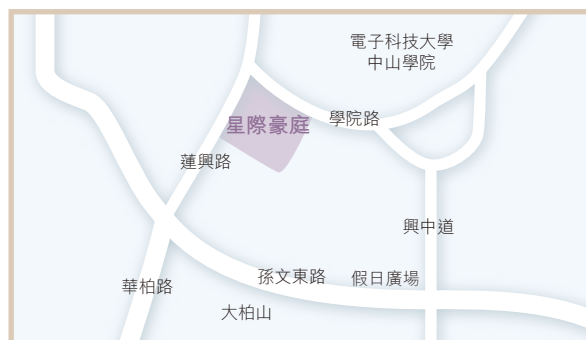 電子科技大學
中山學院
星際豪庭
學院路
蓮興路
興中道
孫文東路
假日廣場
華柏路
大柏山